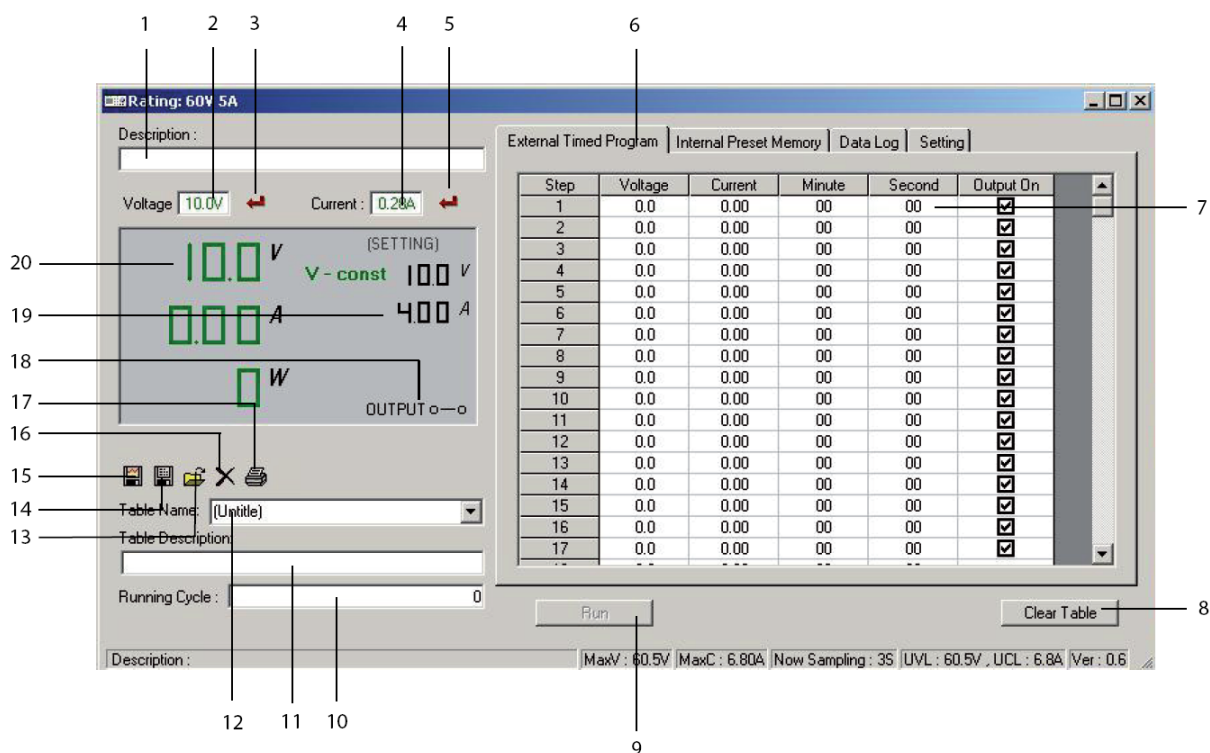 1 2 3 4 5 6
Rating: 60V 5A
Description :
External Timed Program Internal Preset Memory Data Log Setting
Voltage 10.0V Current : 0.28A
Step Voltage Current Minute Second Output On
1 0.0 0.00 00 00
7
2 0.0 0.00 00 00
3 0.0 0.00 00 00
4 0.0 0.00 00 00
5 0.0 0.00 00 00
6 0.0 0.00 00 00
7 0.0 0.00 00 00
8 0.0 0.00 00 00
9 0.0 0.00 00 00
10 0.0 0.00 00 00
11 0.0 0.00 00 00
12 0.0 0.00 00 00
13 0.0 0.00 00 00
14 0.0 0.00 00 00
15 0.0 0.00 00 00
16 0.0 0.00 00 00
17 0.0 0.00 00 00
20
10.0 V
(SETTING)
V - const 10.0 V
19
0.00 A
4.00 A
18
0 W
OUTPUT
17
16
15
14
Table Name: (Untitle)
13
Table Description:
Running Cycle : 0
Run Clear Table
8
Description : MaxV : 60.5V MaxC : 6.80A Now Sampling : 3S UVL : 60.5V , UCL : 6.8A Ver : 0.6
12 11 10
9